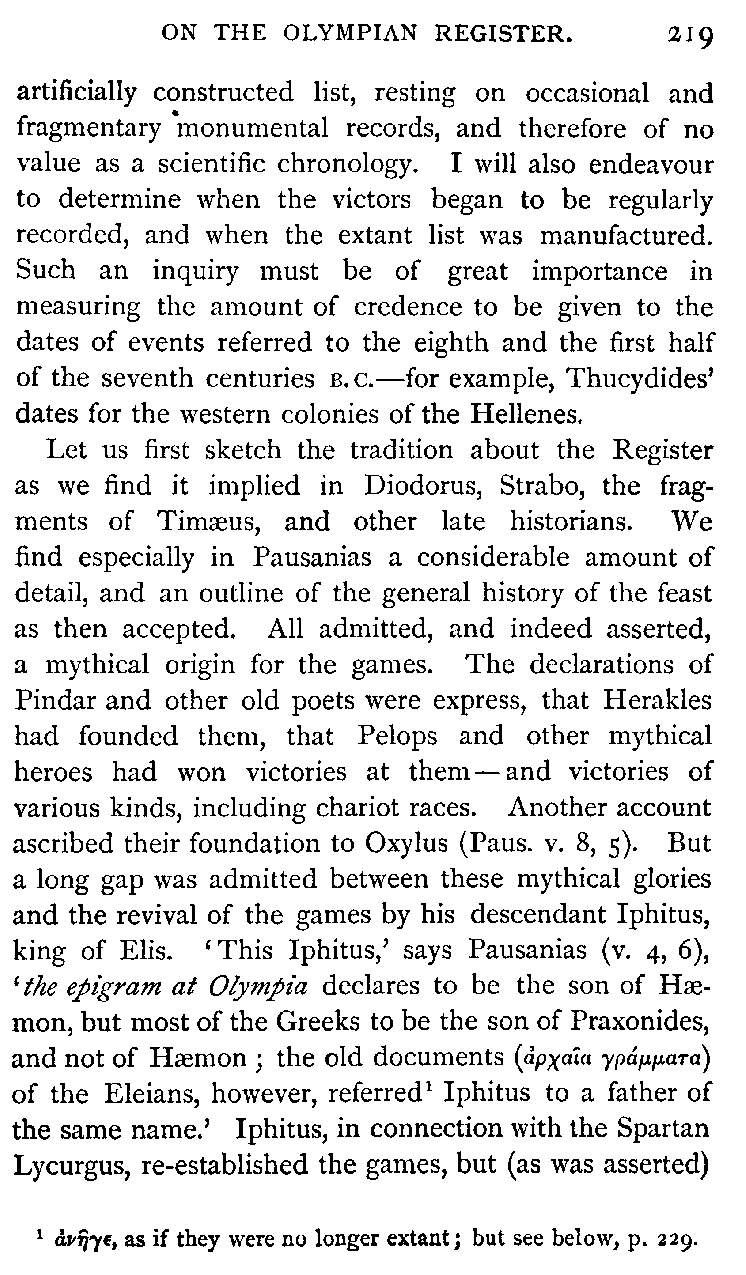 ON THE OLYMPIAN REGISTER. 219
artificially constructed list, resting on occasional and
fragmentary monumental records, and therefore of no
value as a scientific chronology. I will also endeavour
to determine when the victors began to be regularly
recorded, and when the extant list was manufactured.
Such an inquiry must be of great importance in
measuring the amount of credence to be given to the
dates of events referred to the eighth and the first half
of the seventh centuries B.C.—for example, Thucydides’
dates for the western colonies of the Hellenes.
Let us first sketch the tradition about the Register
as we find it implied in Diodorus, Strabo, the frag-
ments of Timæus, and other late historians. We
find especially in Pausanias a considerable amount of
detail, and an outline of the general history of the feast
as then accepted. All admitted, and indeed asserted,
a mythical origin for the games. The declarations of
Pindar and other old poets were express, that Herakles
had founded them, that Pelops and other mythical
heroes had won victories at them—and victories of
various kinds, including chariot races. Another account
ascribed their foundation to Oxylus (Paus. v. 8, 5). But
a long gap was admitted between these mythical glories
and the revival of the games by his descendant Iphitus,
king of Elis. ‘This Iphitus,’ says Pausanias (v. 4, 6),
‘the epigram at Olympia declares to be the son of Hæ-
mon, but most of the Greeks to be the son of Praxonides,
and not of Hæmon; the old documents (ἀρχαῖα γράμματα)
of the Eleians, however, referred¹ Iphitus to a father of
the same name.’ Iphitus, in connection with the Spartan
Lycurgus, re-established the games, but (as was asserted)
¹ ἀνῆγε, as if they were no longer extant; but see below, p. 229.